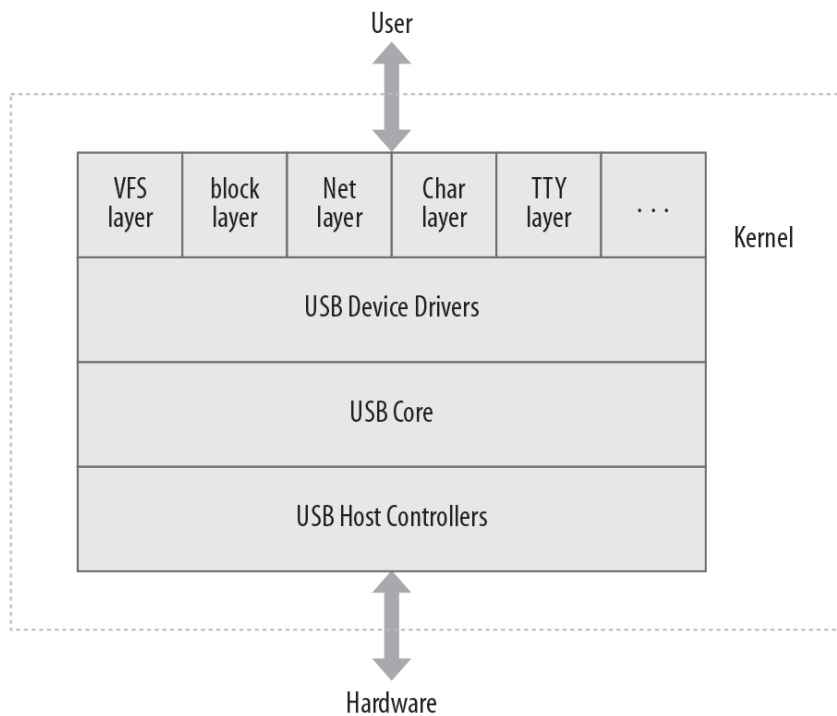 User
VFS
layer
block
layer
Net
layer
Char
layer
TTY
layer
. . .
Kernel
USB Device Drivers
USB Core
USB Host Controllers
Hardware